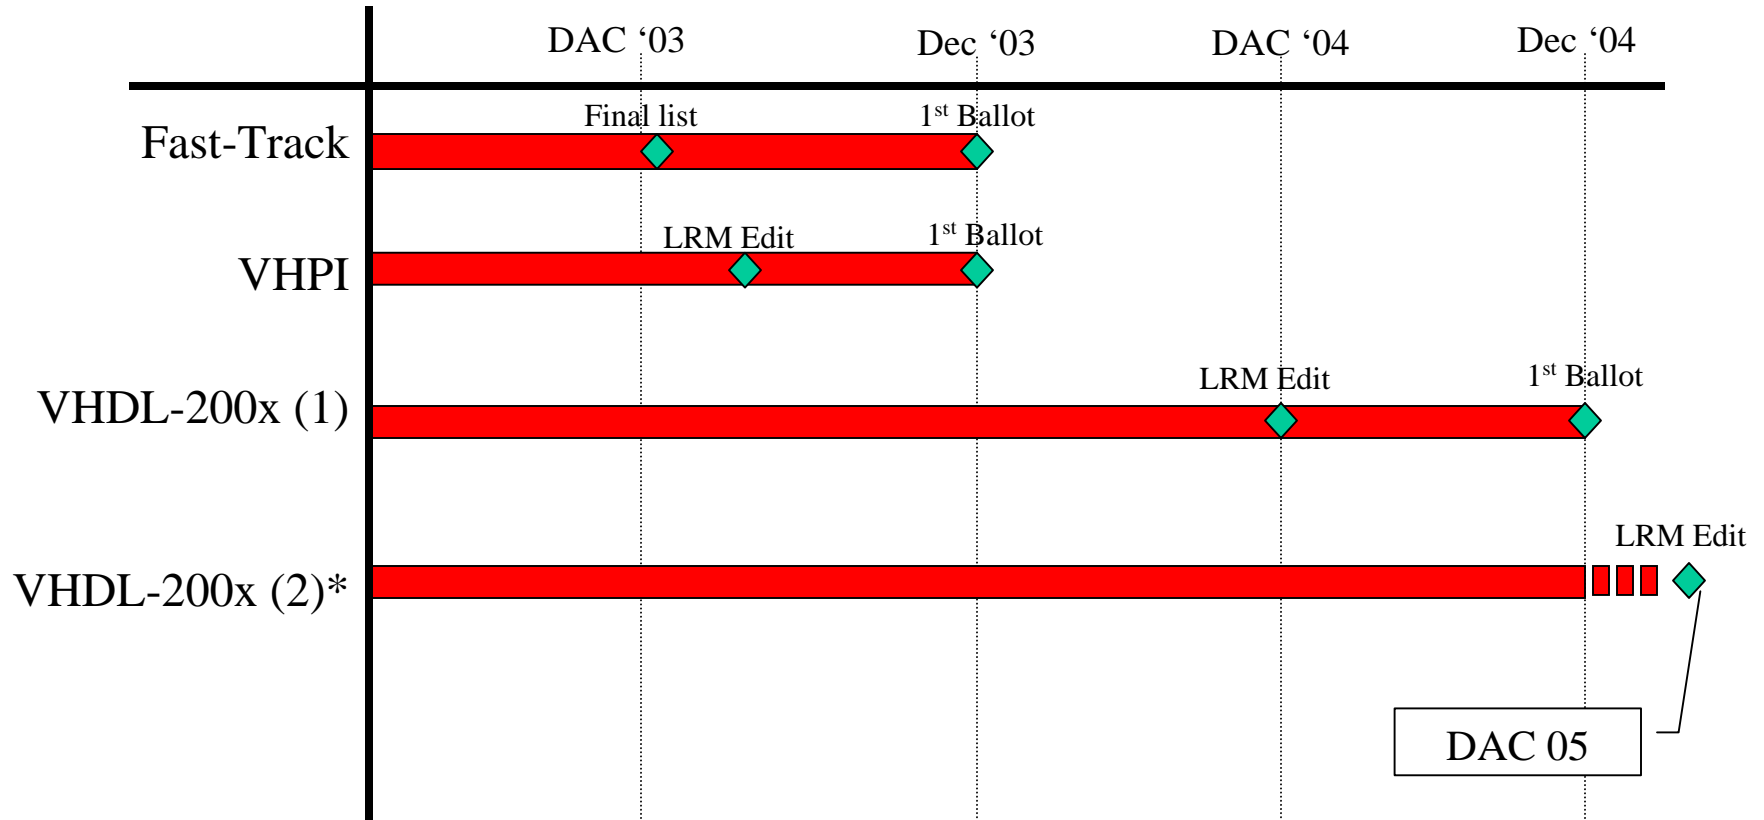 DAC ‘03 Dec ‘03 DAC ‘04 Dec ‘04
Final list 1st Ballot
Fast-Track
LRM Edit 1st Ballot
VHPI
LRM Edit 1st Ballot
VHDL-200x (1)
LRM Edit
VHDL-200x (2)*
DAC 05